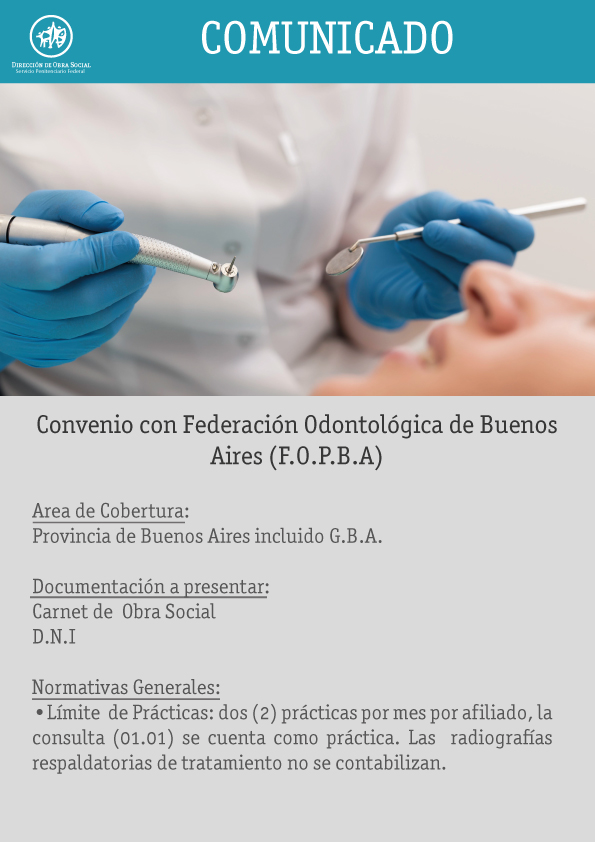 COMUNICADO
DIRECCIÓN DE OBRA SOCIAL
Servicio Penitenciario Federal
Convenio con Federación Odontológica de Buenos
Aires (F.O.P.B.A)
Area de Cobertura:
Provincia de Buenos Aires incluido G.B.A.
Documentación a presentar:
Carnet de Obra Social
D.N.I
Normativas Generales:
•Límite de Prácticas: dos (2) prácticas por mes por afiliado, la
consulta (01.01) se cuenta como práctica. Las radiografías
respaldatorias de tratamiento no se contabilizan.